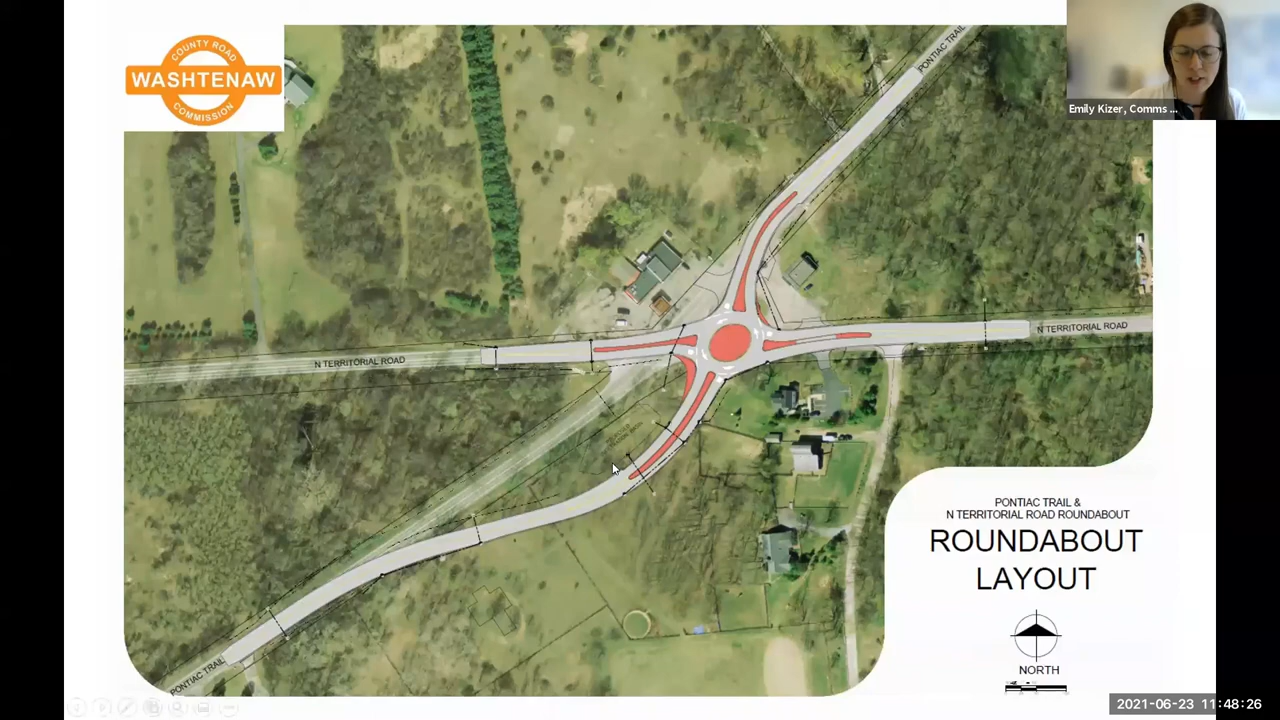 COUNTY ROAD
WASHTENAW
COMMISSION
PONTIAC TRAIL
Emily Kizer, Comms ...
N TERRITORIAL ROAD
N TERRITORIAL ROAD
PONTIAC TRAIL
PONTIAC TRAIL &
N TERRITORIAL ROAD ROUNDABOUT
ROUNDABOUT
LAYOUT
NORTH
2021-06-23 11:48:26